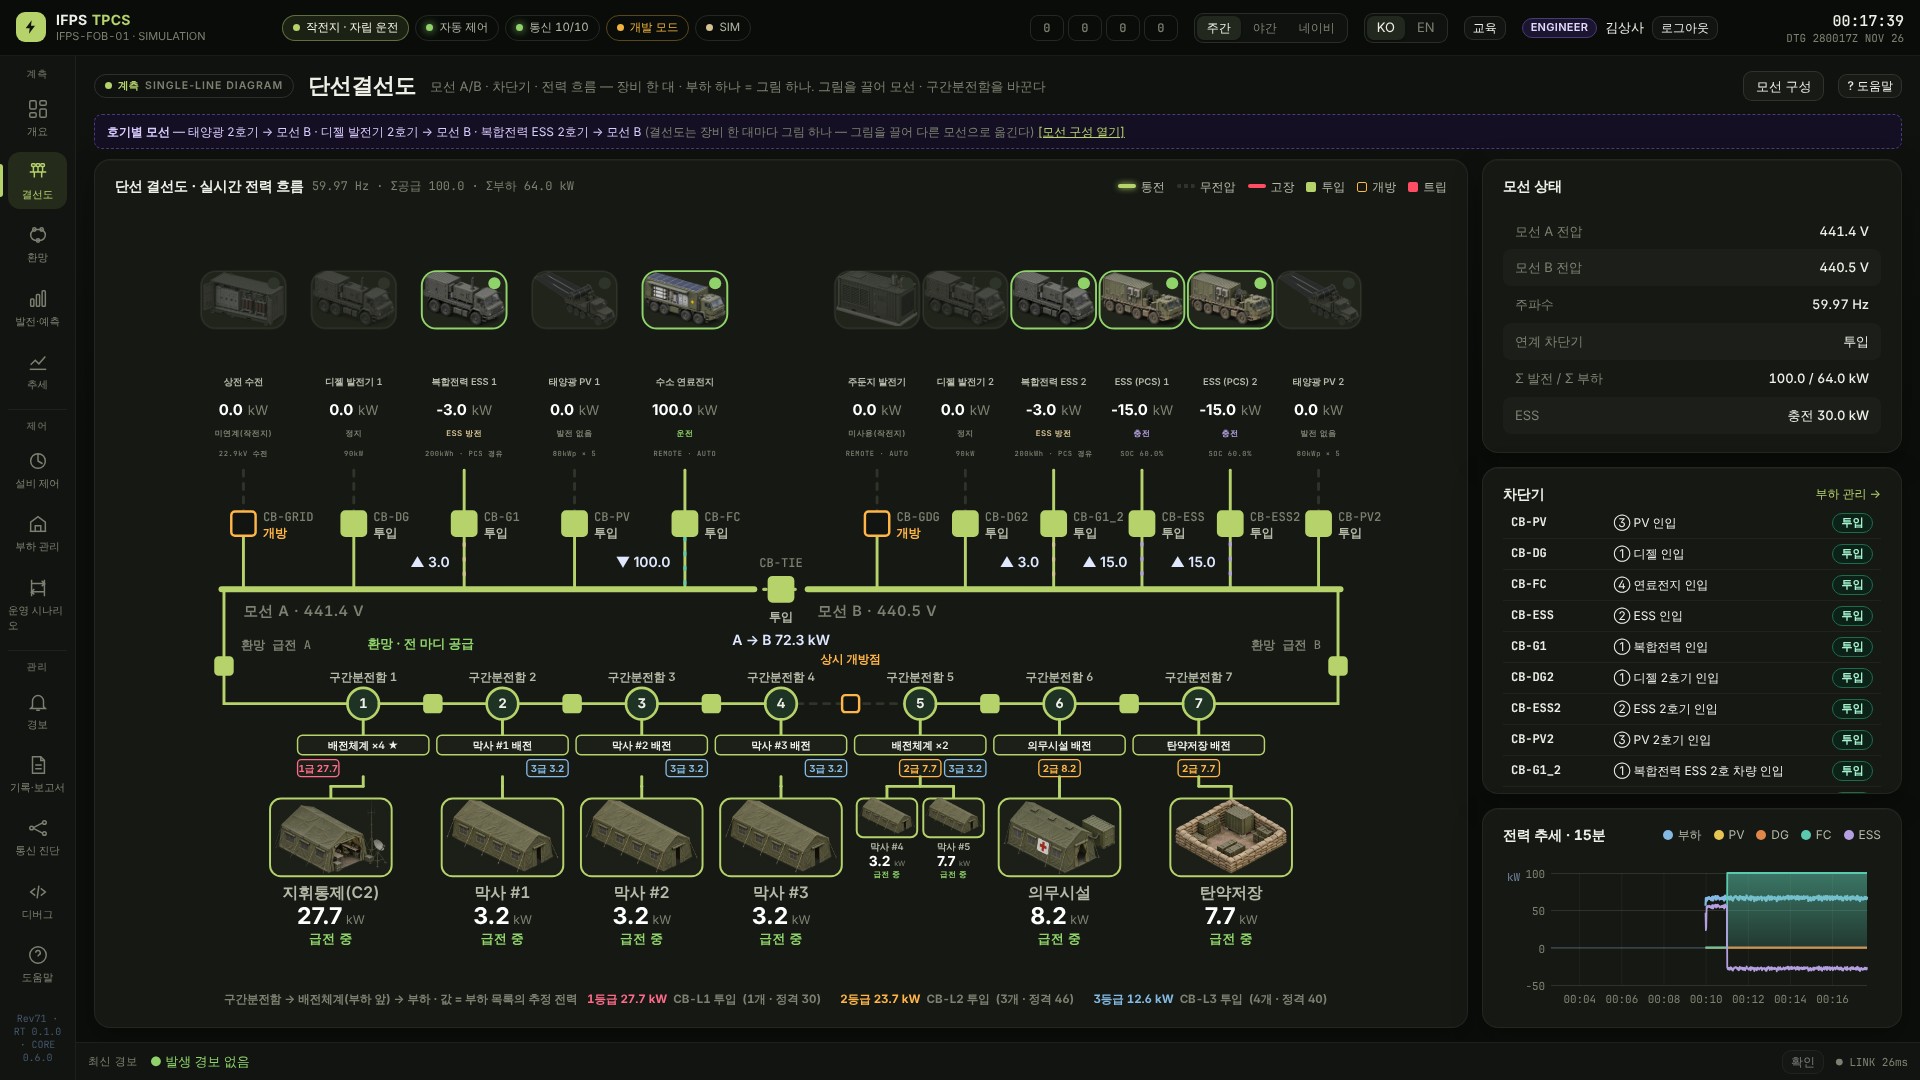 IFPS TPCS
IFPS-FOB-01 · SIMULATION
작전지 · 자립 운전
자동 제어
통신 10/10
개발 모드
SIM
0 0 0 0
주간 야간 네이비
KO EN
교육
ENGINEER 김상사 로그아웃
00:17:39
DTG 280017Z NOV 26
계측
개요
결선도
환망
발전·예측
추세
제어
설비 제어
부하 관리
운영 시나리오
관리
경보
기록·보고서
통신 진단
디버그
도움말
Rev71 ·
RT 0.1.0
· CORE
0.6.0
계측 SINGLE-LINE DIAGRAM
단선결선도
모선 A/B · 차단기 · 전력 흐름 — 장비 한 대 · 부하 하나 = 그림 하나. 그림을 끌어 모선 · 구간분전함을 바꾼다
모선 구성
? 도움말
호기별 모선 — 태양광 2호기 → 모선 B · 디젤 발전기 2호기 → 모선 B · 복합전력 ESS 2호기 → 모선 B (결선도는 장비 한 대마다 그림 하나 — 그림을 끌어 다른 모선으로 옮긴다) [모선 구성 열기]
단선 결선도 · 실시간 전력 흐름 59.97 Hz · Σ공급 100.0 · Σ부하 64.0 kW
통전 무전압 고장 투입 개방 트립
상전 수전 디젤 발전기 1 복합전력 ESS 1 태양광 PV 1 수소 연료전지 주둔지 발전기 디젤 발전기 2 복합전력 ESS 2 ESS (PCS) 1 ESS (PCS) 2 태양광 PV 2
0.0 kW 0.0 kW -3.0 kW 0.0 kW 100.0 kW 0.0 kW 0.0 kW -3.0 kW -15.0 kW -15.0 kW 0.0 kW
미연계(작전지) 정지 ESS 방전 발전 없음 운전 미사용(작전지) 정지 ESS 방전 충전 충전 발전 없음
22.9kV 수전 90kW 200kWh · PCS 경유 80kWp × 5 REMOTE · AUTO REMOTE · AUTO 90kW 200kWh · PCS 경유 SOC 60.0% SOC 60.0% 80kWp × 5
CB-GRID CB-DG CB-G1 CB-PV CB-FC CB-GDG CB-DG2 CB-G1_2 CB-ESS CB-ESS2 CB-PV2
개방 투입 투입 투입 투입 개방 투입 투입 투입 투입 투입
▲ 3.0 ▼ 100.0 CB-TIE ▲ 3.0 ▲ 15.0 ▲ 15.0
모선 A · 441.4 V 투입 모선 B · 440.5 V
환망 급전 A 환망 · 전 마디 공급 A → B 72.3 kW 환망 급전 B
상시 개방점
구간분전함 1 구간분전함 2 구간분전함 3 구간분전함 4 구간분전함 5 구간분전함 6 구간분전함 7
1 2 3 4 5 6 7
배전체계 ×4 ★ 막사 #1 배전 막사 #2 배전 막사 #3 배전 배전체계 ×2 의무시설 배전 탄약저장 배전
1급 27.7 3급 3.2 3급 3.2 3급 3.2 2급 7.7 3급 3.2 2급 8.2 2급 7.7
막사 #4 막사 #5
3.2 kW 7.7 kW
급전 중 급전 중
지휘통제(C2) 막사 #1 막사 #2 막사 #3 의무시설 탄약저장
27.7 kW 3.2 kW 3.2 kW 3.2 kW 8.2 kW 7.7 kW
급전 중 급전 중 급전 중 급전 중 급전 중 급전 중
구간분전함 → 배전체계(부하 앞) → 부하 · 값 = 부하 목록의 추정 전력 1등급 27.7 kW CB-L1 투입 (1개 · 정격 30) 2등급 23.7 kW CB-L2 투입 (3개 · 정격 46) 3등급 12.6 kW CB-L3 투입 (4개 · 정격 40)
모선 상태
모선 A 전압 441.4 V
모선 B 전압 440.5 V
주파수 59.97 Hz
연계 차단기 투입
Σ 발전 / Σ 부하 100.0 / 64.0 kW
ESS 충전 30.0 kW
차단기 부하 관리 →
CB-PV ③ PV 인입 투입
CB-DG ① 디젤 인입 투입
CB-FC ④ 연료전지 인입 투입
CB-ESS ② ESS 인입 투입
CB-G1 ① 복합전력 인입 투입
CB-DG2 ① 디젤 2호기 인입 투입
CB-ESS2 ② ESS 2호기 인입 투입
CB-PV2 ③ PV 2호기 인입 투입
CB-G1_2 ① 복합전력 ESS 2호 차량 인입 투입
전력 추세 · 15분
부하 PV DG FC ESS
kW 100
50
0
-50
00:04 00:06 00:08 00:10 00:12 00:14 00:16
최신 경보 발생 경보 없음
확인
LINK 26ms